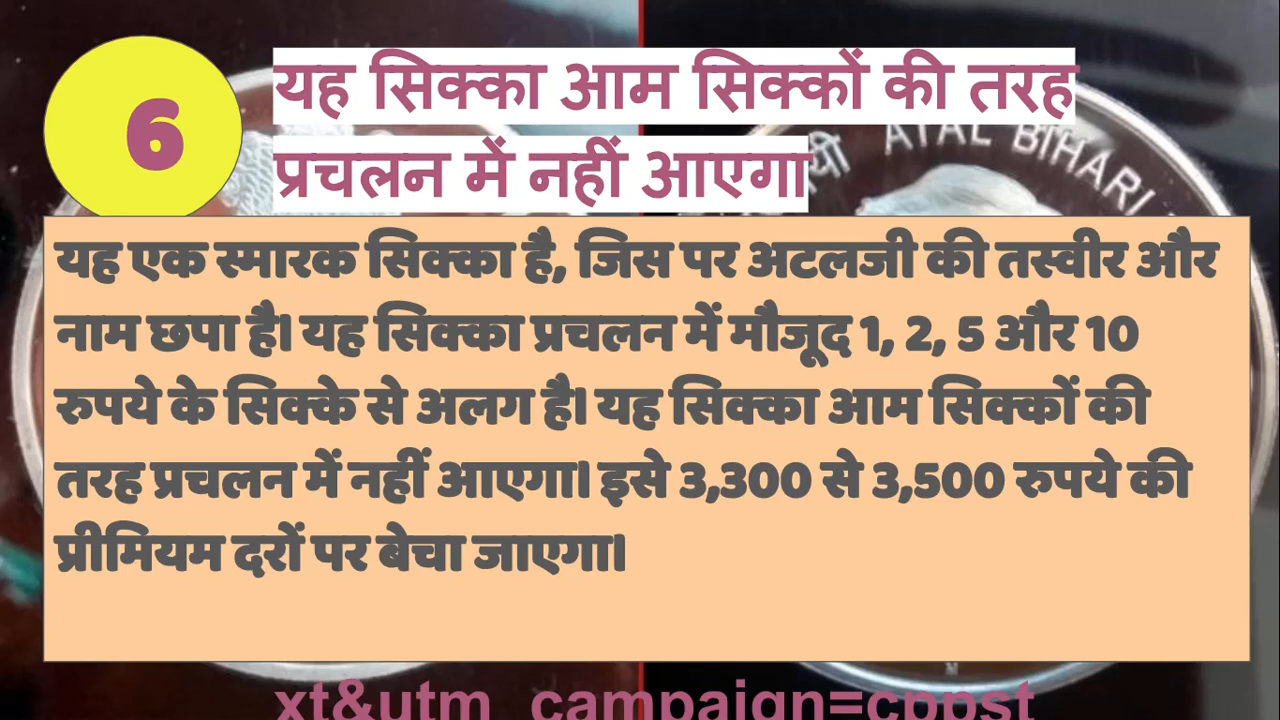 6
यह सिक्का आम सिक्कों की तरह
प्रचलन में नहीं आएगा
ATAL BIHARI
यह एक स्मारक सिक्का है, जिस पर अटलजी की तस्वीर और
नाम छपा है। यह सिक्का प्रचलन में मौजूद 1, 2, 5 और 10
रुपये के सिक्के से अलग है। यह सिक्का आम सिक्कों की
तरह प्रचलन में नहीं आएगा। इसे 3,300 से 3,500 रुपये की
प्रीमियम दरों पर बेचा जाएगा।
M
xt&utm_campaign=cppst